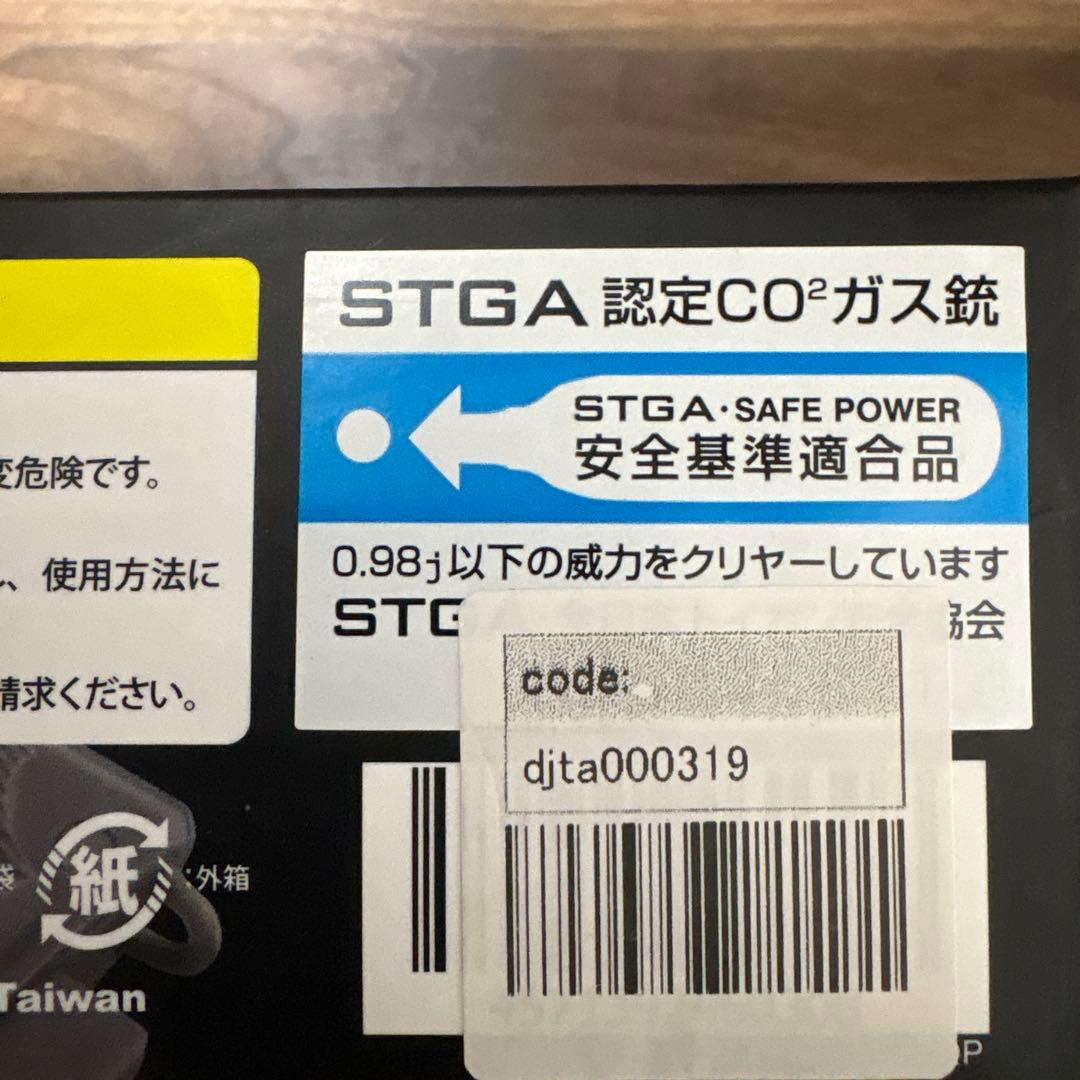 STGA 認定CO²ガス銃
STGA・SAFE POWER
安全基準適合品
0.98j以下の威力をクリヤーしています
STG
協会
変危険です。
、使用方法に
請求ください。
code:
djta000319
紙
袋
:外箱
Taiwan
P